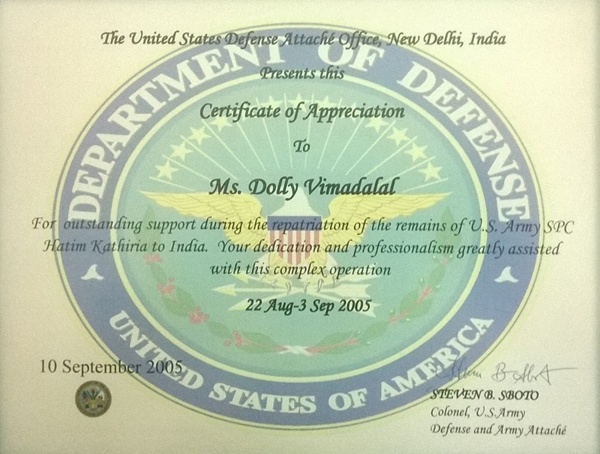 The United States Defense Attaché Office, New Delhi, India
Presents this
Certificate of Appreciation
To
Ms. Dolly Vimadalal
For outstanding support during the repatriation of the remains of U.S. Army SPC
Hatim Kathiria to India. Your dedication and professionalism greatly assisted
with this complex operation
22 Aug-3 Sep 2005
10 September 2005
STEVEN B. SBOTO
Colonel, U.S.Army
Defense and Army Attaché
DEPARTMENT OF DEFENSE
UNITED STATES OF AMERICA